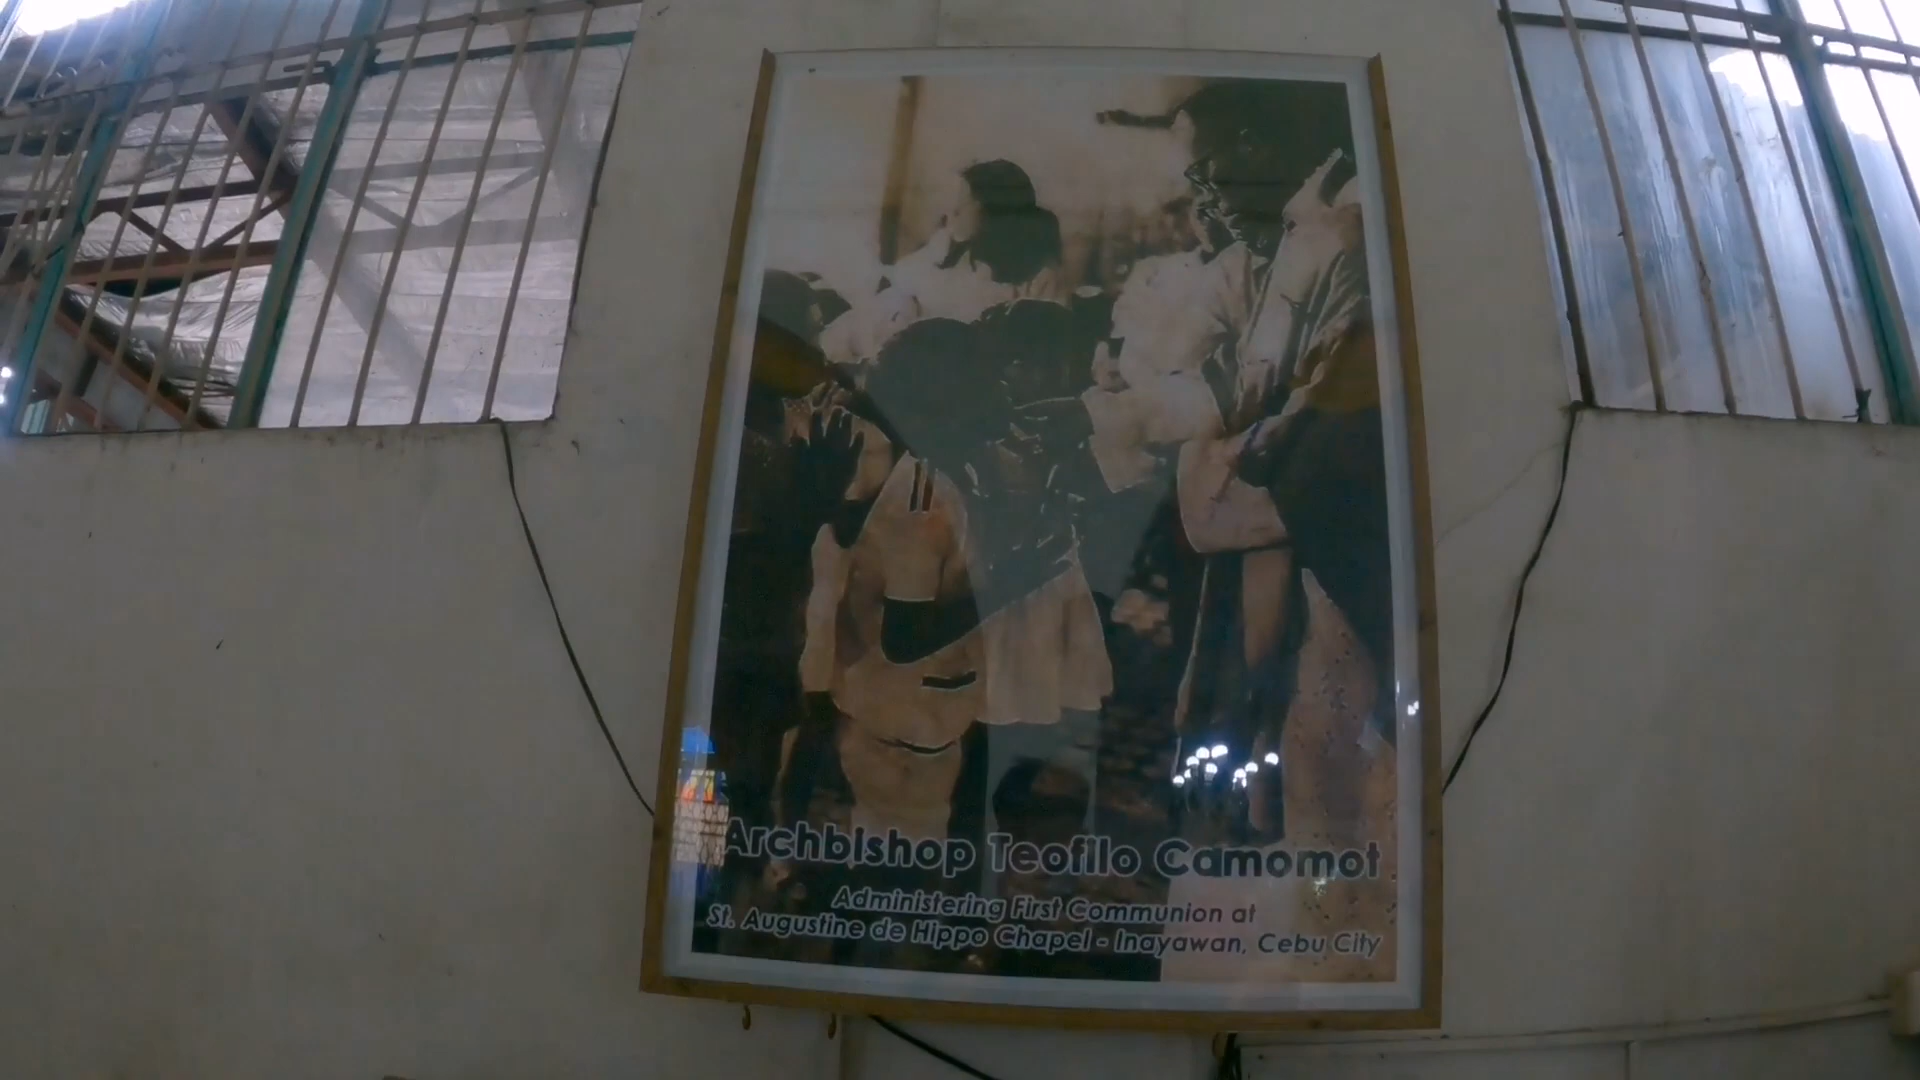 Archbishop Teofilo Camomot
Administering First Communion at
St. Augustine de Hippo Chapel - Inayawan, Cebu City